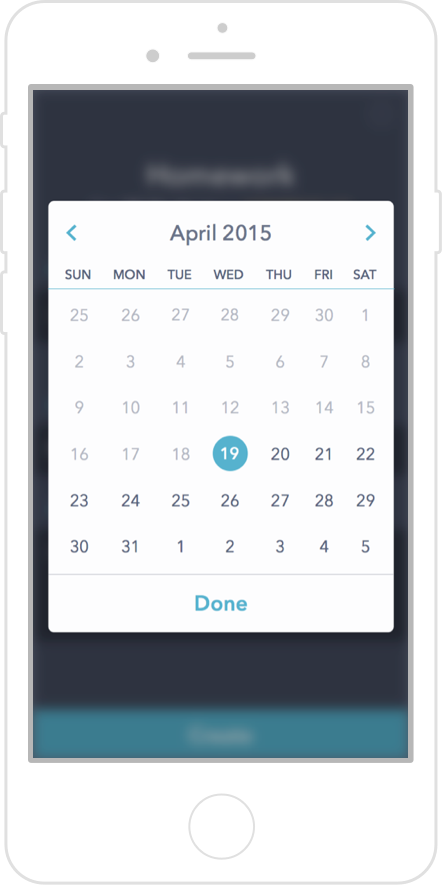 Homework
April 2015
SUN MON TUE WED THU FRI SAT
25 26 27 28 29 30 1
2 3 4 5 6 7 8
9 10 11 12 13 14 15
16 17 18 19 20 21 22
23 24 25 26 27 28 29
30 31 1 2 3 4 5
Done
Create